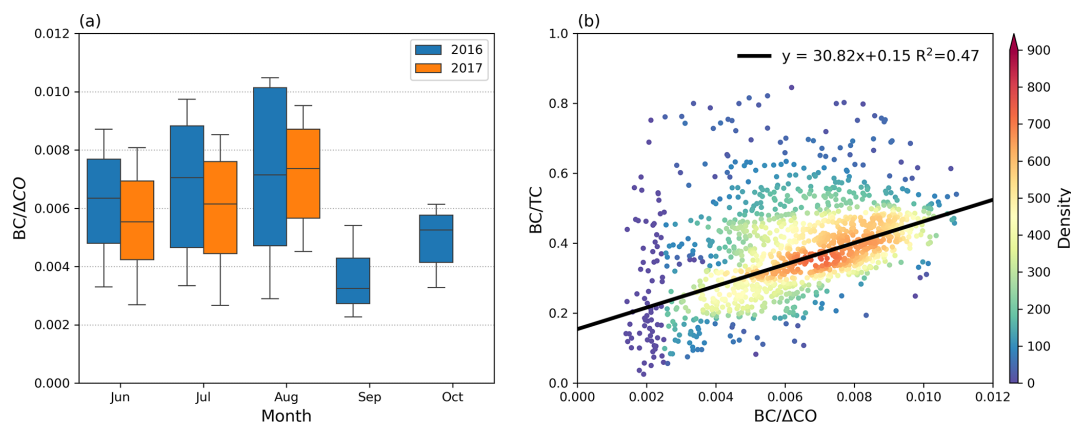 (a)
0.012
0.010
0.008
0.006
0.004
0.002
0.000
BC/ΔCO
Jun Jul Aug Sep Oct
Month
2016
2017
(b)
1.0
0.8
0.6
0.4
0.2
0.0
BC/TC
0.000 0.002 0.004 0.006 0.008 0.010 0.012
BC/ΔCO
y = 30.82x+0.15 R²=0.47
900
800
700
600
500
400
300
200
100
0
Density